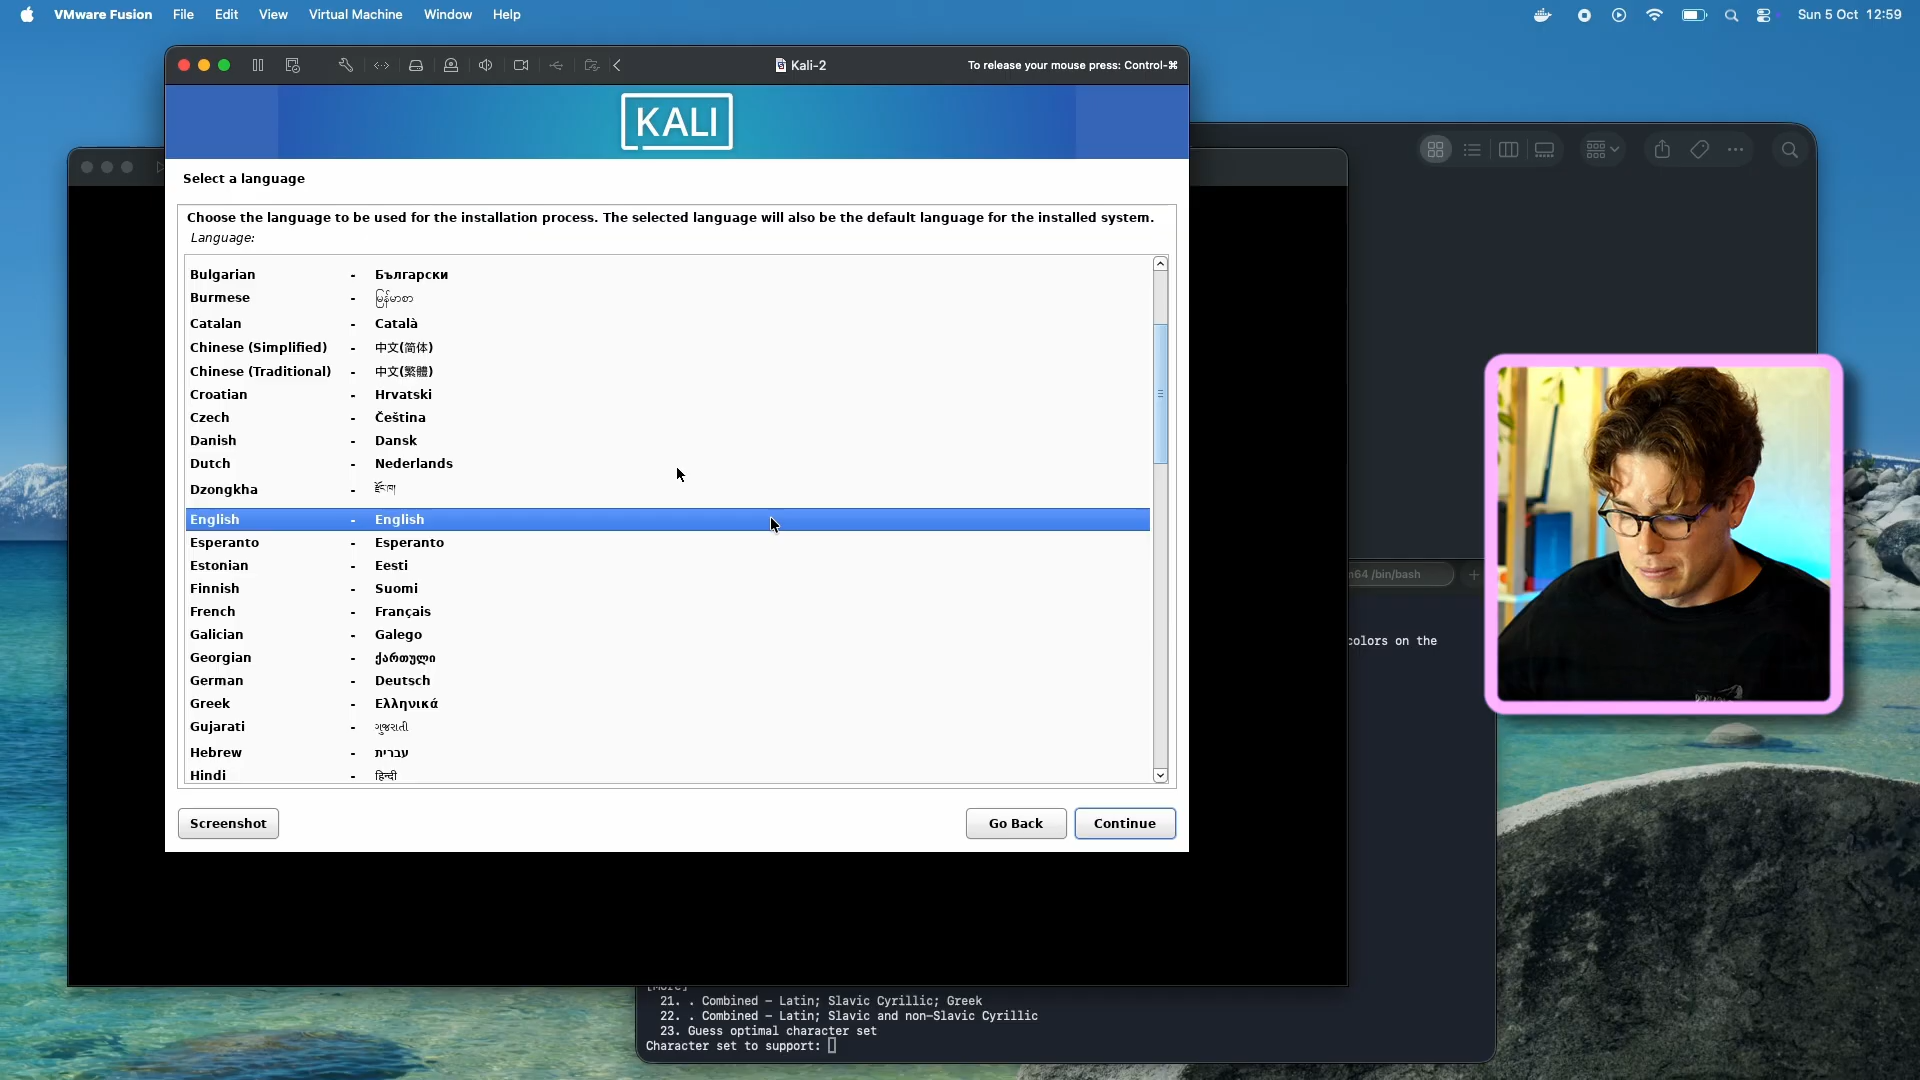 VMware Fusion File Edit View Virtual Machine Window Help Sun 5 Oct 12:59
Kali-2 To release your mouse press: Control-⌘
KALI
Select a language
Choose the language to be used for the installation process. The selected language will also be the default language for the installed system.
Language:
Bulgarian - Български
Burmese - မြန်မာစာ
Catalan - Català
Chinese (Simplified) - 中文(简体)
Chinese (Traditional) - 中文(繁體)
Croatian - Hrvatski
Czech - Čeština
Danish - Dansk
Dutch - Nederlands
Dzongkha - རྫོང་ཁ།
English - English
Esperanto - Esperanto
Estonian - Eesti
Finnish - Suomi
French - Français
Galician - Galego
Georgian - ქართული
German - Deutsch
Greek - Ελληνικά
Gujarati - ગુજરાતી
Hebrew - עברית
Hindi - हिन्दी
Screenshot Go Back Continue
m64 /bin/bash
colors on the
[More]
21. . Combined – Latin; Slavic Cyrillic; Greek
22. . Combined – Latin; Slavic and non-Slavic Cyrillic
23. Guess optimal character set
Character set to support: